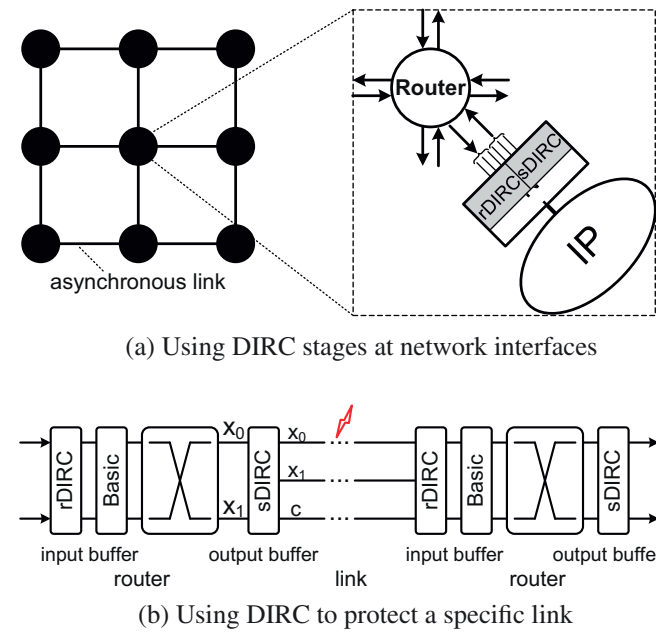 Router
rDIRC
sDIRC
IP
asynchronous link
(a) Using DIRC stages at network interfaces
X0 x0
rDIRC Basic sDIRC x1 rDIRC Basic sDIRC
X1 c
input buffer output buffer input buffer output buffe
router link router
(b) Using DIRC to protect a specific link